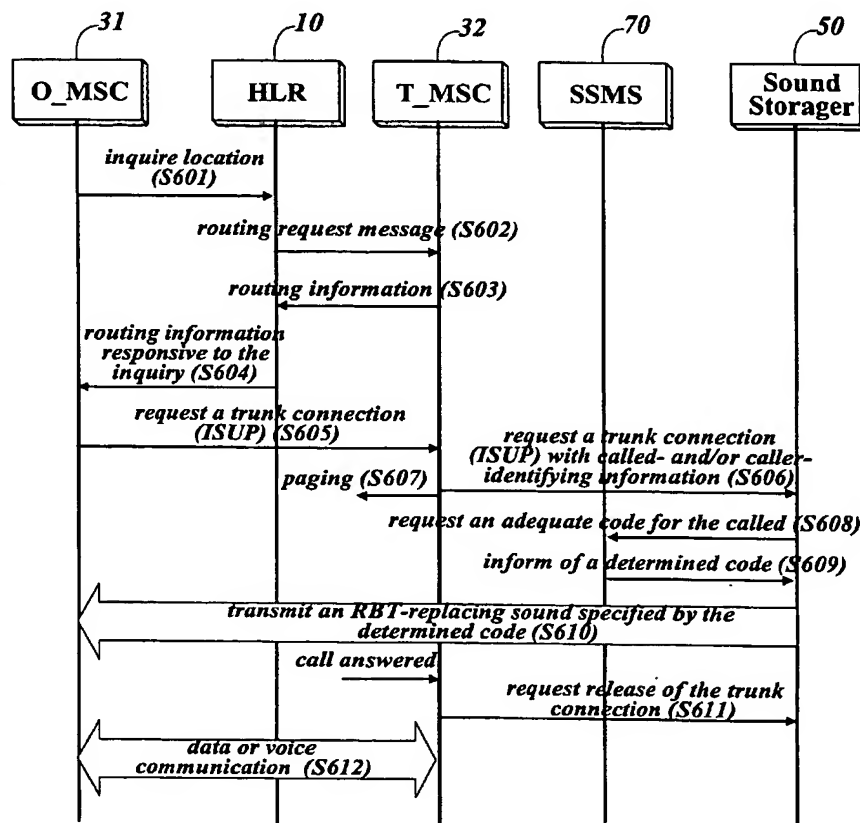 31 10 32 70 50
O_MSC HLR T_MSC SSMS Sound
Storager
inquire location
(S601)
routing request message (S602)
routing information (S603)
routing information
responsive to the
inquiry (S604)
request a trunk connection
(ISUP) (S605)
request a trunk connection
(ISUP) with called- and/or caller-
identifying information (S606)
paging (S607)
request an adequate code for the called (S608)
inform of a determined code (S609)
transmit an RBT-replacing sound specified by the
determined code (S610)
call answered
request release of the trunk
connection (S611)
data or voice
communication (S612)